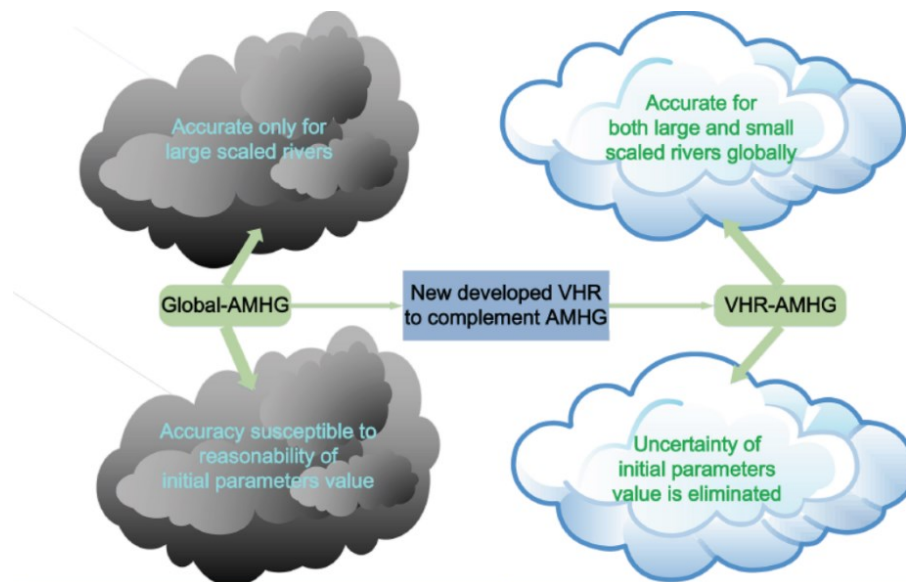 Accurate only for
large scaled rivers
Accurate for
both large and small
scaled rivers globally
Global-AMHG
New developed VHR
to complement AMHG
VHR-AMHG
Accuracy susceptible to
reasonability of
initial parameters value
Uncertainty of
initial parameters
value is eliminated